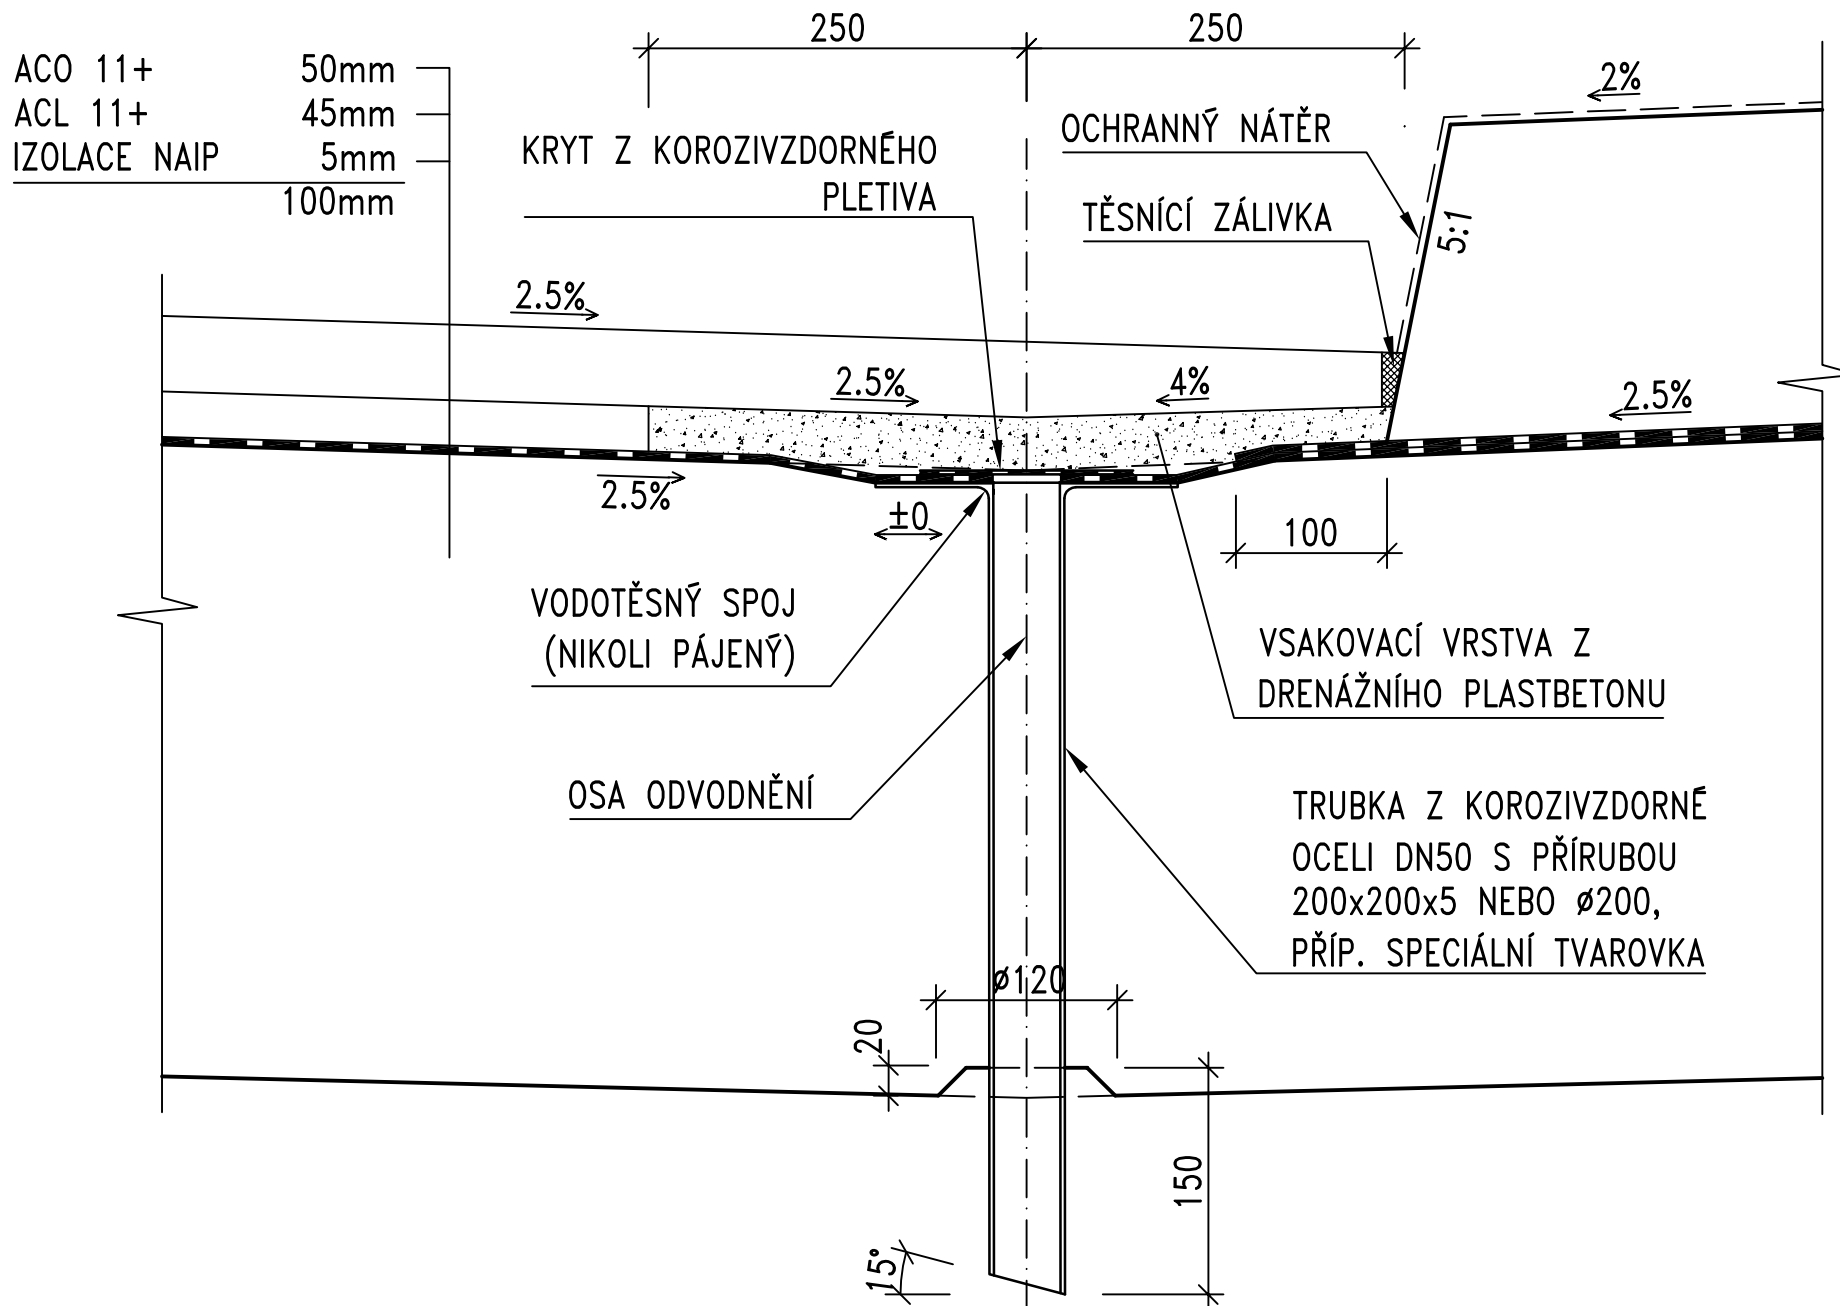 250
250
ACO 11+ 50mm
ACL 11+ 45mm
IZOLACE NAIP 5mm
100mm
KRYT Z KOROZIVZDORNÉHO
PLETIVA
OCHRANNÝ NÁTĚR
TĚSNÍCÍ ZÁLIVKA
2%
5:1
2.5%
2.5%
4%
2.5%
2.5%
±0
100
VODOTĚSNÝ SPOJ
(NIKOLI PÁJENÝ)
VSAKOVACÍ VRSTVA Z
DRENÁŽNÍHO PLASTBETONU
OSA ODVODNĚNÍ
TRUBKA Z KOROZIVZDORNÉ
OCELI DN50 S PŘÍRUBOU
200x200x5 NEBO ø200,
PŘÍP. SPECIÁLNÍ TVAROVKA
ø120
20
150
15°